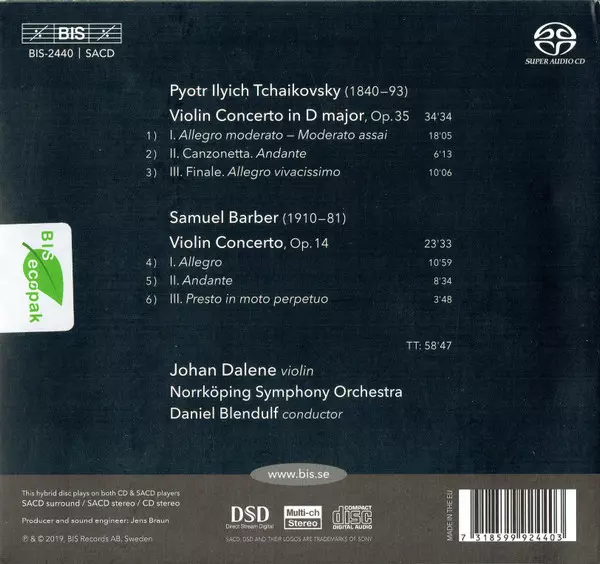 BIS
BIS-2440 | SACD
SUPER AUDIO CD
Pyotr Ilyich Tchaikovsky (1840–93)
Violin Concerto in D major, Op.35 34'34
1) I. Allegro moderato – Moderato assai 18'05
2) II. Canzonetta. Andante 6'13
3) III. Finale. Allegro vivacissimo 10'06
Samuel Barber (1910–81)
Violin Concerto, Op.14 23'33
4) I. Allegro 10'59
5) II. Andante 8'34
6) III. Presto in moto perpetuo 3'48
BIS
ecopak
TT: 58'47
Johan Dalene violin
Norrköping Symphony Orchestra
Daniel Blendulf conductor
www.bis.se
This hybrid disc plays on both CD & SACD players
SACD surround / SACD stereo / CD stereo
Producer and sound engineer: Jens Braun
℗ & © 2019, BIS Records AB, Sweden
DSD
Direct Stream Digital
Multi-ch
Stereo
COMPACT
disc
DIGITAL AUDIO
SACD, DSD AND THEIR LOGOS ARE TRADEMARKS OF SONY
MADE IN THE EU
7 318599 924403